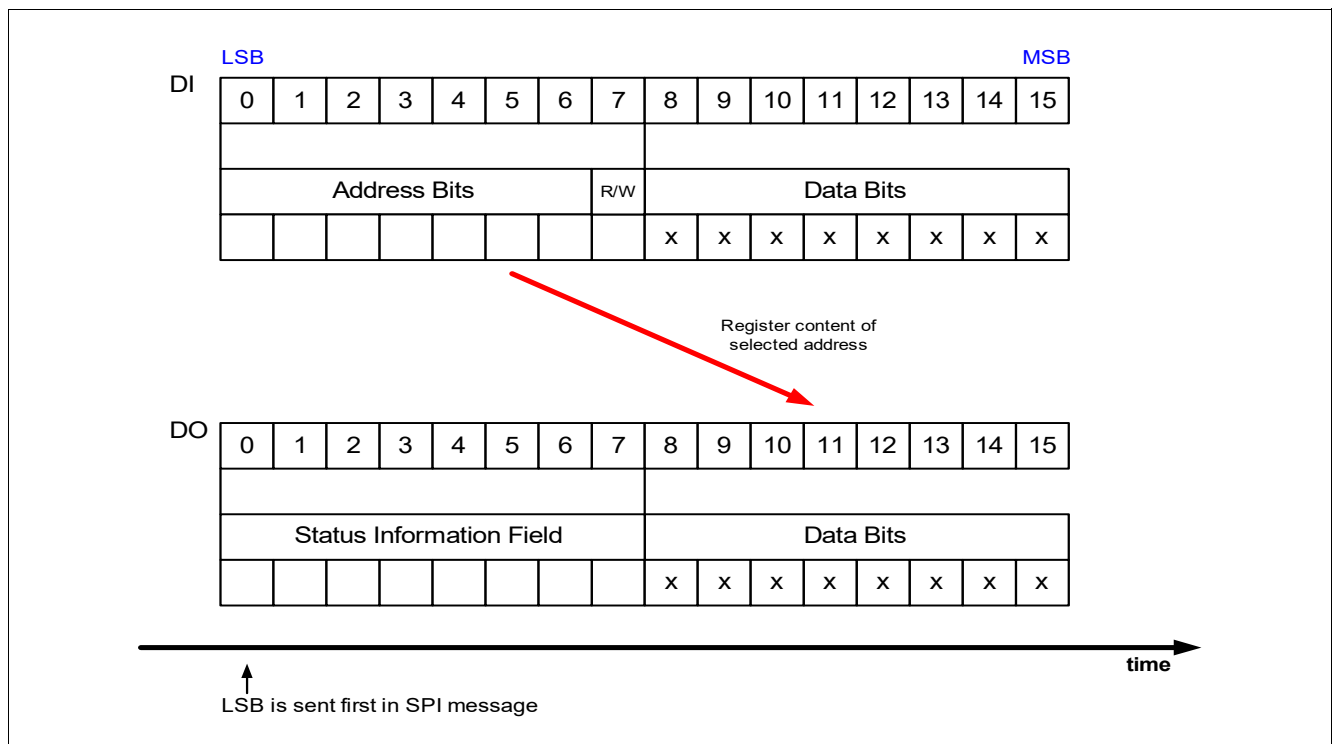 LSB MSB
DI 0 1 2 3 4 5 6 7 8 9 10 11 12 13 14 15
Address Bits R/W Data Bits
x x x x x x x x
Register content of
selected address
DO 0 1 2 3 4 5 6 7 8 9 10 11 12 13 14 15
Status Information Field Data Bits
x x x x x x x x
time
LSB is sent first in SPI message